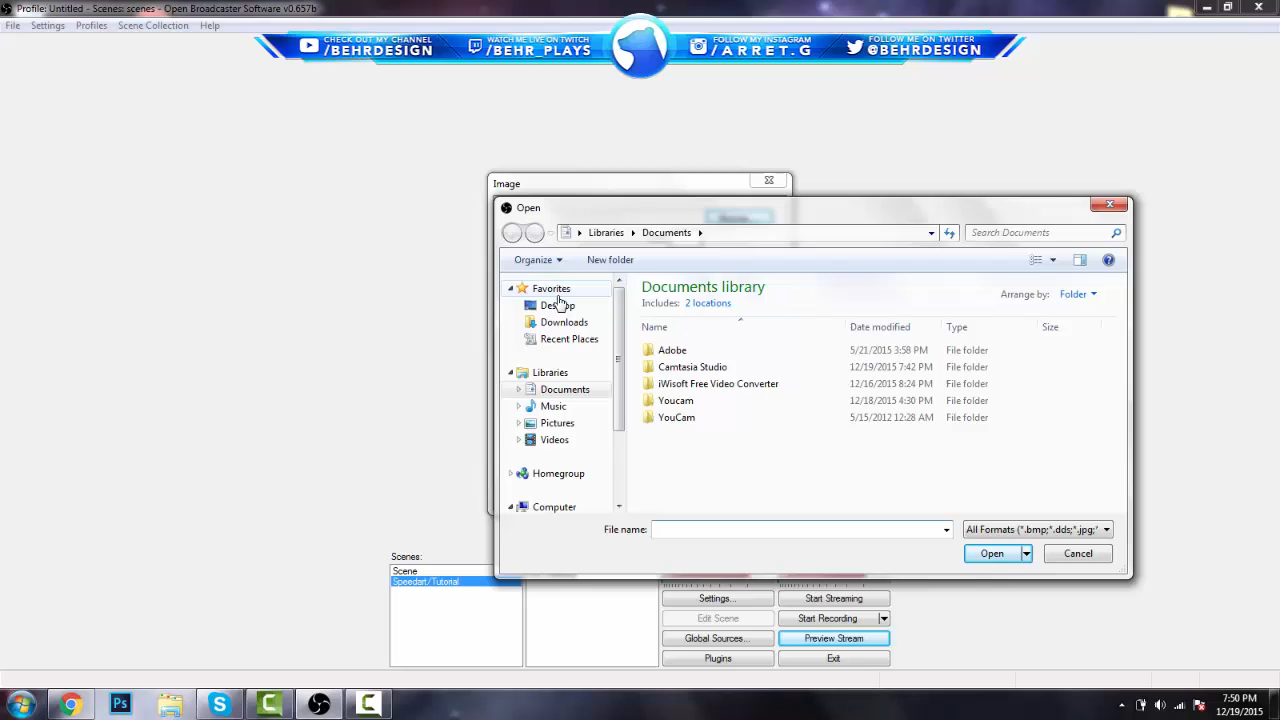 Profile: Untitled - Scenes: scenes - Open Broadcaster Software v0.657b
File Settings Profiles Scene Collection Help
CHECK OUT MY CHANNEL
/BEHRDESIGN
WATCH ME LIVE ON TWITCH
/BEHR_PLAYS
FOLLOW MY INSTAGRAM
/ARRET.G
FOLLOW ME ON TWITTER
@BEHRDESIGN
Image
Open
Libraries Documents
Search Documents
Organize New folder
Favorites
Desktop
Downloads
Recent Places
Libraries
Documents
Music
Pictures
Videos
Homegroup
Computer
Documents library
Includes: 2 locations
Arrange by: Folder
Name Date modified Type Size
Adobe 5/21/2015 3:58 PM File folder
Camtasia Studio 12/19/2015 7:42 PM File folder
iWisoft Free Video Converter 12/16/2015 8:24 PM File folder
Youcam 12/18/2015 4:30 PM File folder
YouCam 5/15/2012 12:28 AM File folder
File name:
All Formats (*.bmp;*.dds;*.jpg;*
Open Cancel
Scenes:
Scene
Speedart/Tutorial
Settings... Start Streaming
Edit Scene Start Recording
Global Sources... Preview Stream
Plugins Exit
Ps
7:50 PM
12/19/2015